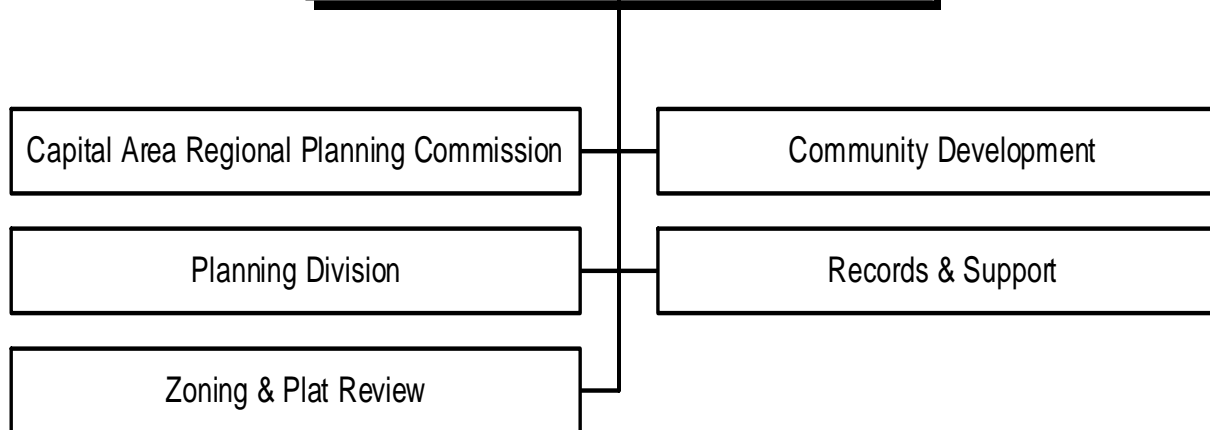 Capital Area Regional Planning Commission
Community Development
Planning Division
Records & Support
Zoning & Plat Review